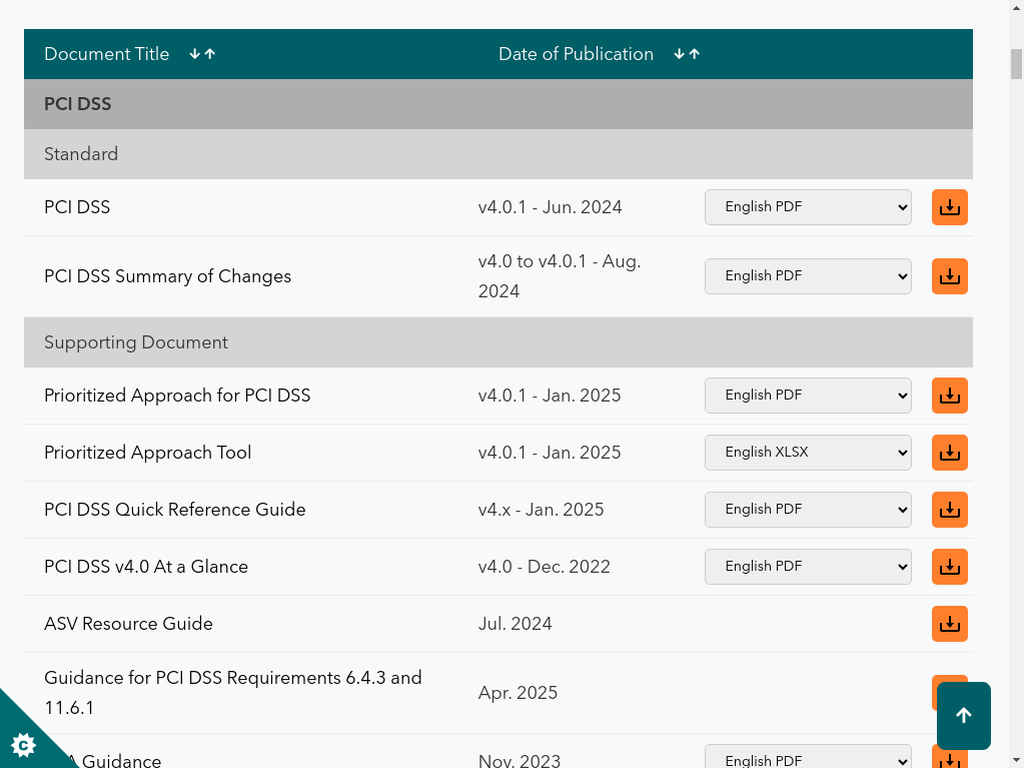 Document Title
Date of Publication
PCI DSS
Standard
PCI DSS
v4.0.1 - Jun. 2024
English PDF
PCI DSS Summary of Changes
v4.0 to v4.0.1 - Aug.
2024
English PDF
Supporting Document
Prioritized Approach for PCI DSS
v4.0.1 - Jan. 2025
English PDF
Prioritized Approach Tool
v4.0.1 - Jan. 2025
English XLSX
PCI DSS Quick Reference Guide
v4.x - Jan. 2025
English PDF
PCI DSS v4.0 At a Glance
v4.0 - Dec. 2022
English PDF
ASV Resource Guide
Jul. 2024
Guidance for PCI DSS Requirements 6.4.3 and
11.6.1
Apr. 2025
Guidance
Nov. 2023
English PDF